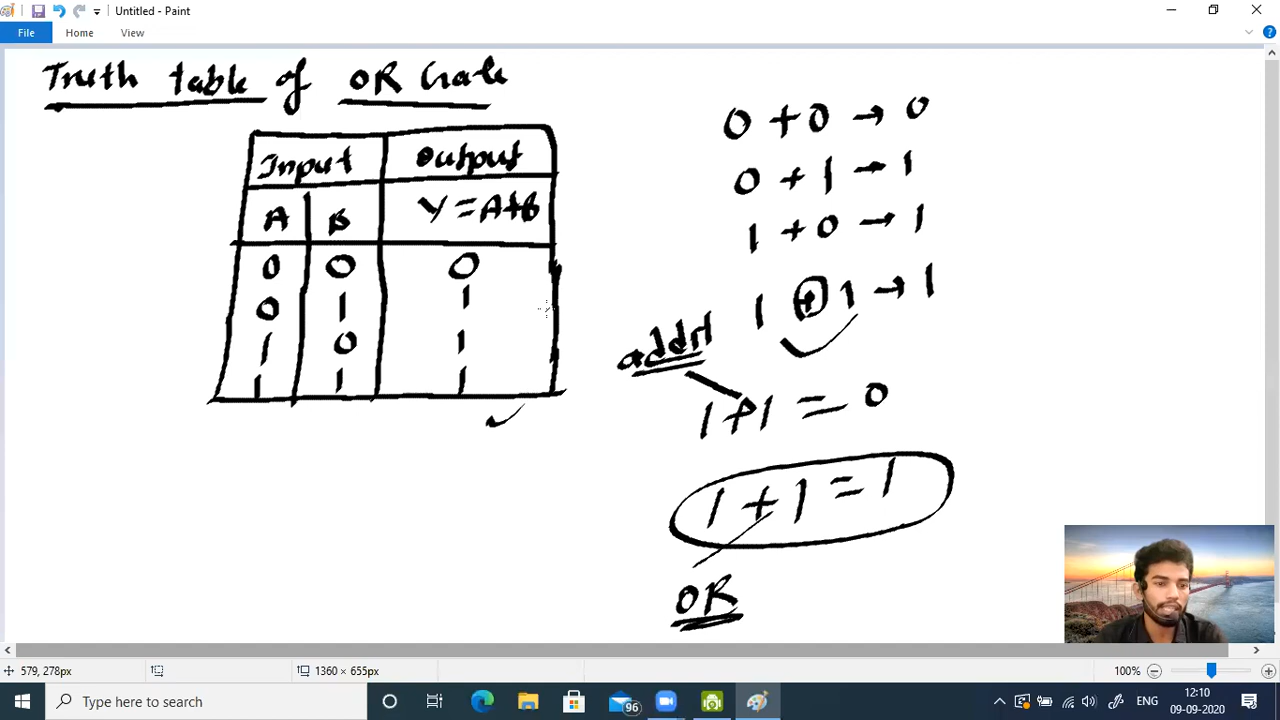 Untitled - Paint
File Home View
Truth table of OR Gate
Input Output
A B Y = A+B
0 0 0
0 1 1
1 0 1
1 1 1
0 + 0 → 0
0 + 1 → 1
1 + 0 → 1
1 + 1 → 1
1+1 = 0
1 + 1 = 1
OR
579, 278px
1360 × 655px
100%
Type here to search
96
ENG
12:10
09-09-2020